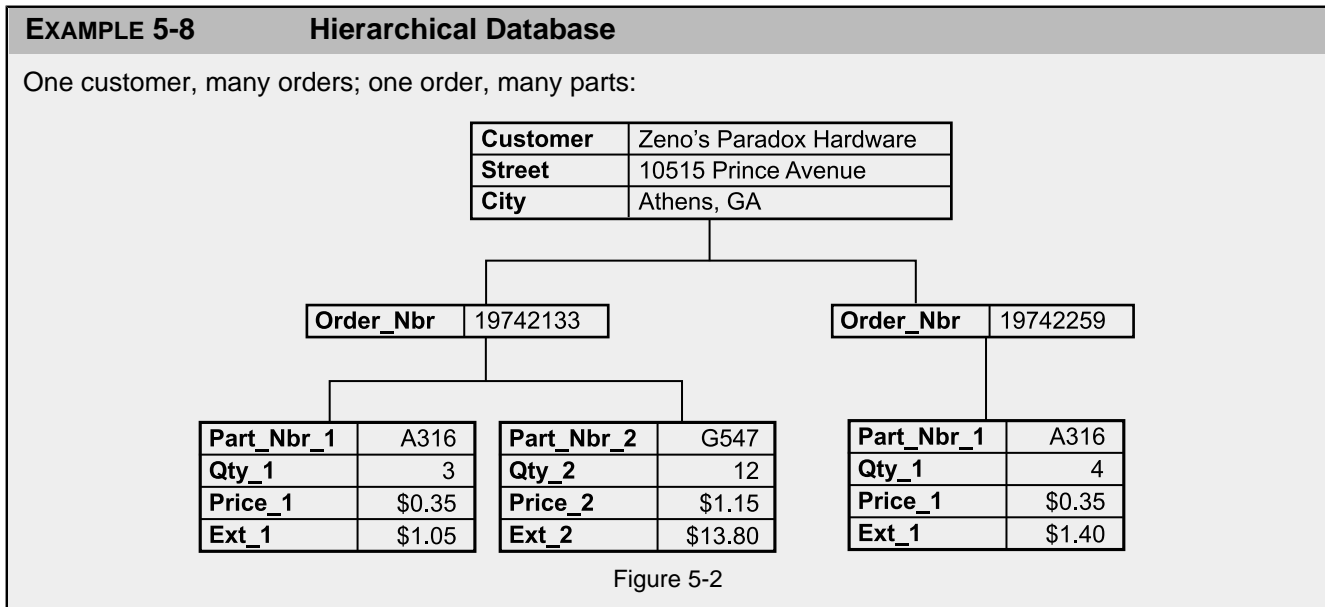 EXAMPLE 5-8 Hierarchical Database
One customer, many orders; one order, many parts:
Customer Zeno's Paradox Hardware
Street 10515 Prince Avenue
City Athens, GA
Order_Nbr 19742133 Order_Nbr 19742259
Part_Nbr_1 A316 Part_Nbr_2 G547 Part_Nbr_1 A316
Qty_1 3 Qty_2 12 Qty_1 4
Price_1 $0.35 Price_2 $1.15 Price_1 $0.35
Ext_1 $1.05 Ext_2 $13.80 Ext_1 $1.40
Figure 5-2